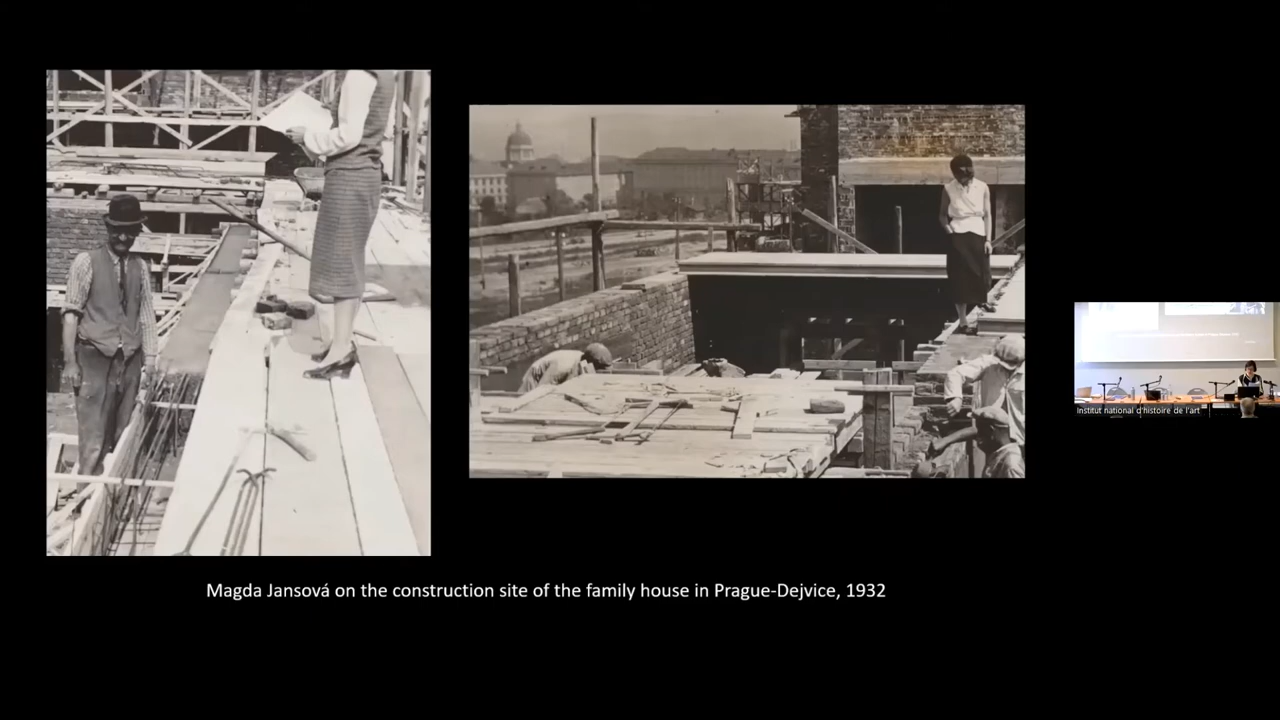 Magda Jansová on the construction site of the family house in Prague-Dejvice, 1932
Institut national d'histoire de l'art